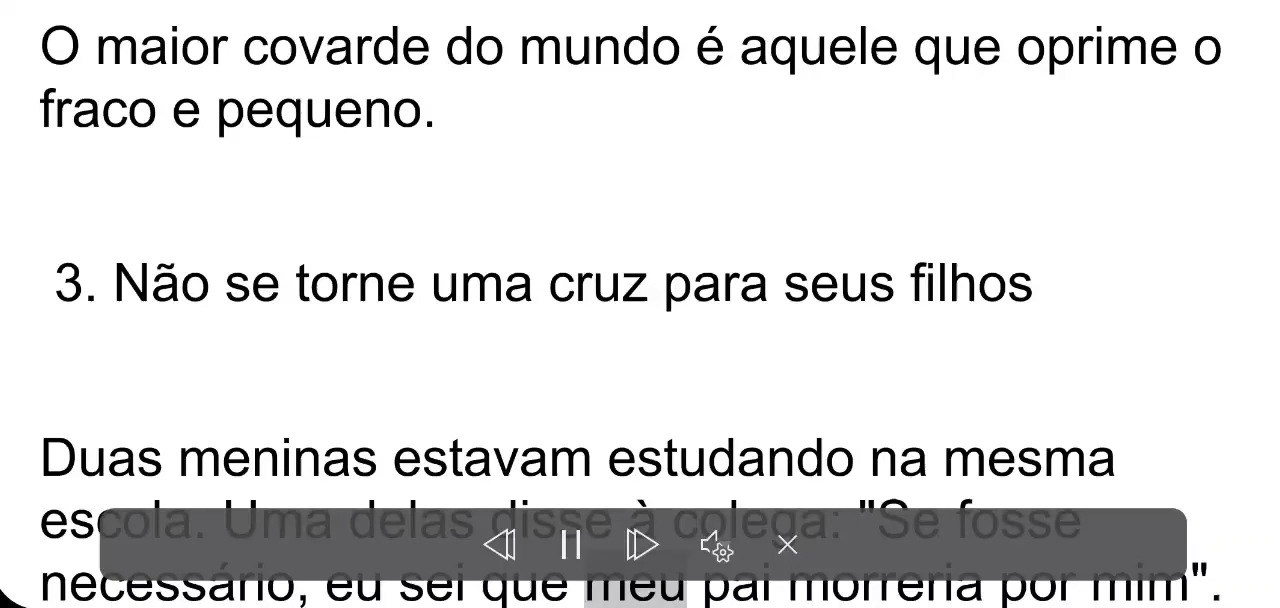 O maior covarde do mundo é aquele que oprime o
fraco e pequeno.
3. Não se torne uma cruz para seus filhos
Duas meninas estavam estudando na mesma
escola. Uma delas disse à colega: "Se fosse
necessário, eu sei que meu pai morreria por mim".